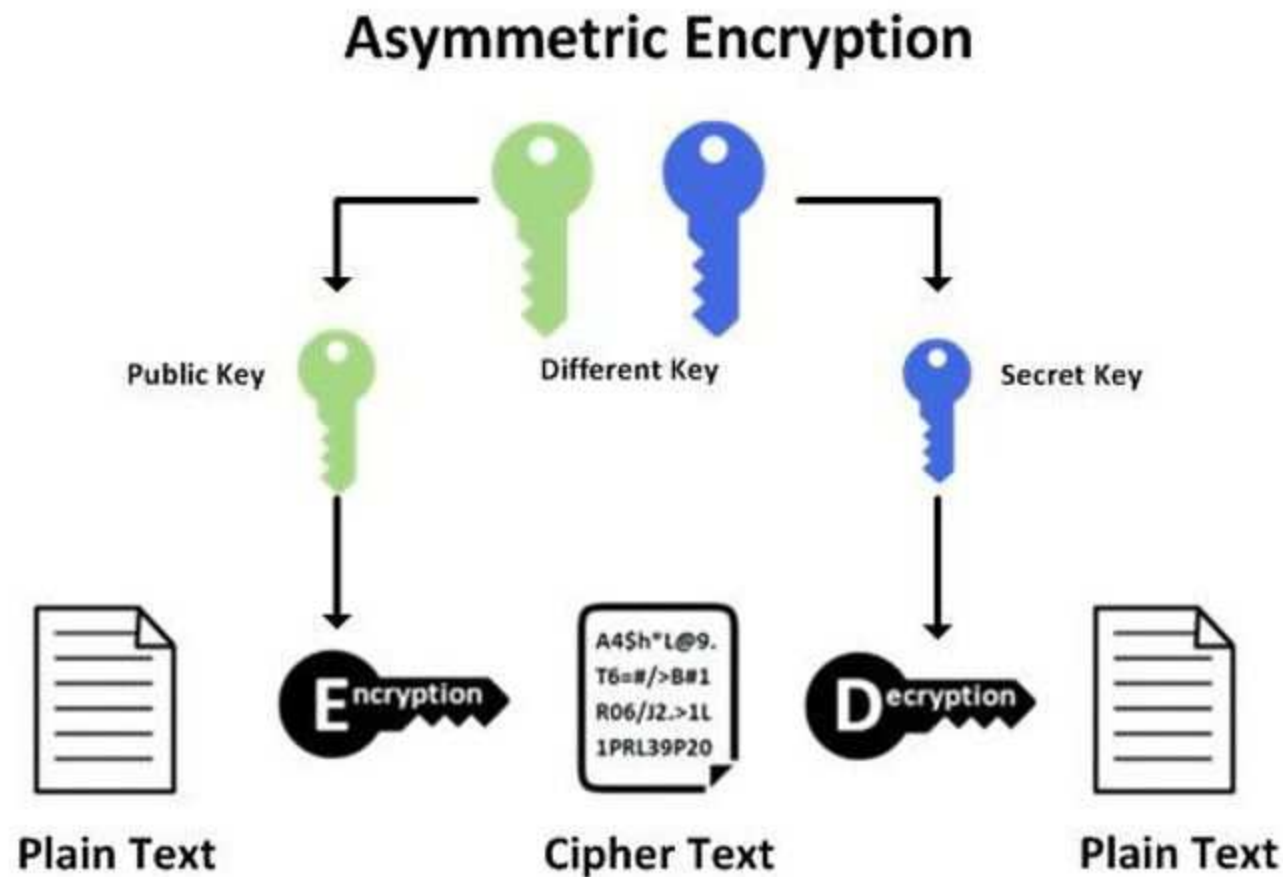 Asymmetric Encryption
Public Key
Different Key
Secret Key
Encryption
A4$h*L@9.
T6=#/>B#1
R06/J2.>1L
1PRL39P20
Decryption
Plain Text
Cipher Text
Plain Text